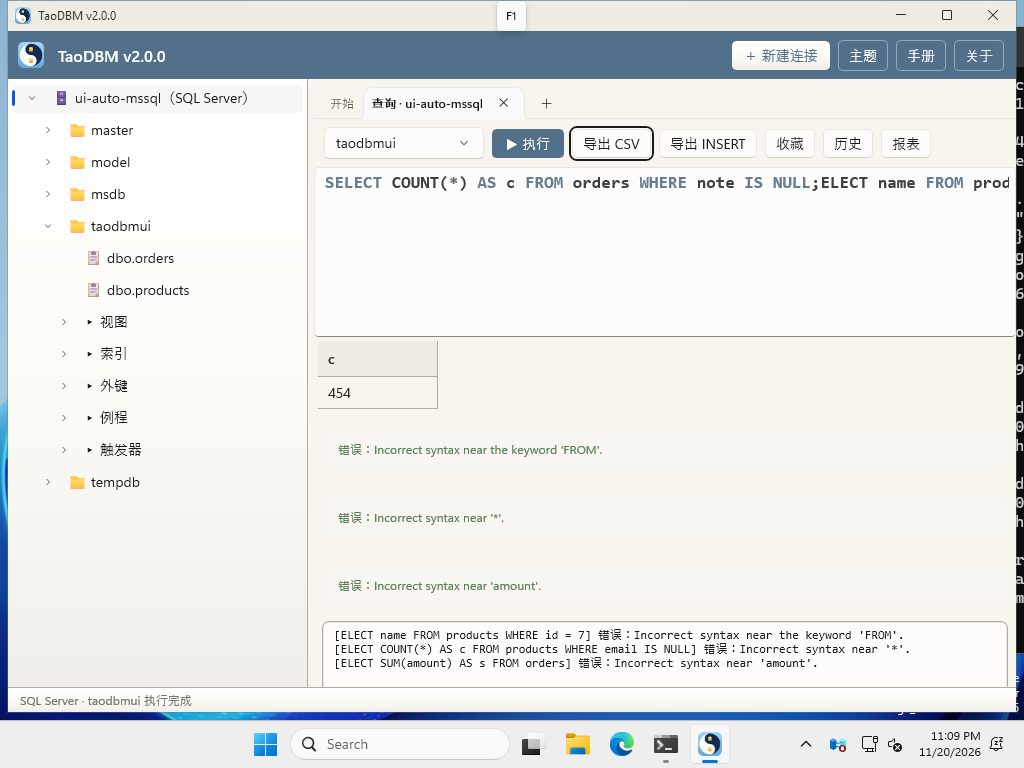 TaoDBM v2.0.0
F1
TaoDBM v2.0.0
+ 新建连接
主题
手册
关于
ui-auto-mssql（SQL Server）
master
model
msdb
taodbmui
dbo.orders
dbo.products
视图
索引
外键
例程
触发器
tempdb
开始
查询 · ui-auto-mssql
taodbmui
执行
导出 CSV
导出 INSERT
收藏
历史
报表
SELECT COUNT(*) AS c FROM orders WHERE note IS NULL;ELECT name FROM prod
c
454
错误：Incorrect syntax near the keyword 'FROM'.
错误：Incorrect syntax near '*'.
错误：Incorrect syntax near 'amount'.
[ELECT name FROM products WHERE id = 7] 错误：Incorrect syntax near the keyword 'FROM'.
[ELECT COUNT(*) AS c FROM products WHERE email IS NULL] 错误：Incorrect syntax near '*'.
[ELECT SUM(amount) AS s FROM orders] 错误：Incorrect syntax near 'amount'.
SQL Server · taodbmui 执行完成
Search
11:09 PM
11/20/2026